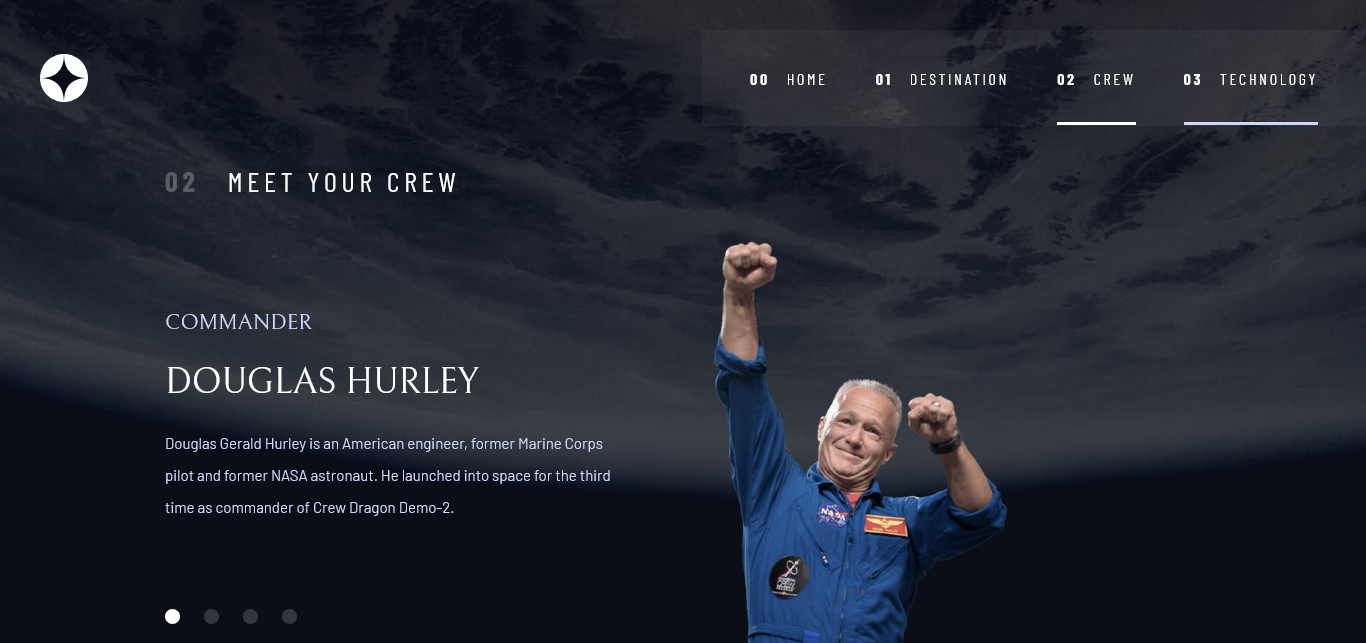 00 HOME 01 DESTINATION 02 CREW 03 TECHNOLOGY
02 MEET YOUR CREW
COMMANDER
DOUGLAS HURLEY
Douglas Gerald Hurley is an American engineer, former Marine Corps
pilot and former NASA astronaut. He launched into space for the third
time as commander of Crew Dragon Demo-2.
NASA